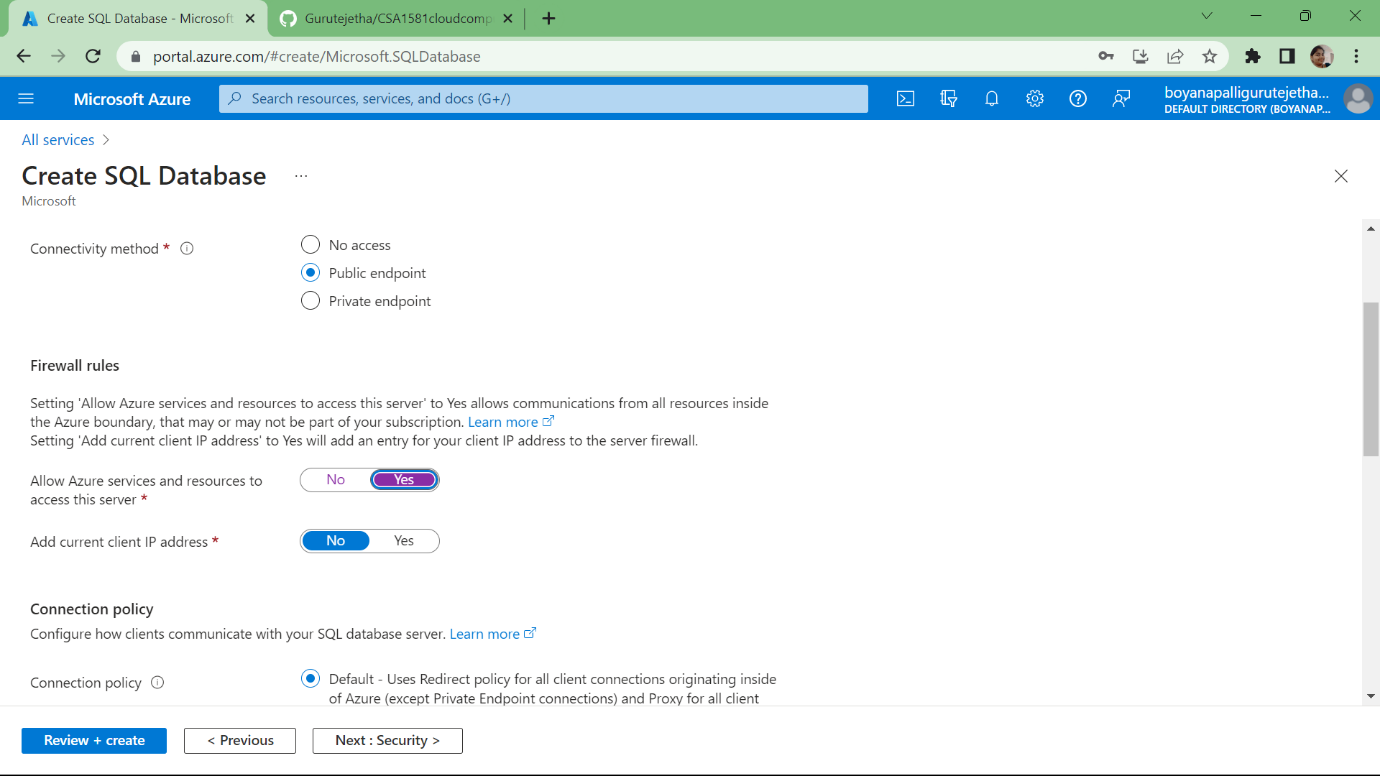 Create SQL Database - Microsoft
Gurutejetha/CSA1581cloudcomp
portal.azure.com/#create/Microsoft.SQLDatabase
Microsoft Azure
Search resources, services, and docs (G+/)
boyanapalligurutejetha...
DEFAULT DIRECTORY (BOYANAP...
All services >
Create SQL Database ...
Microsoft
Connectivity method *
No access
Public endpoint
Private endpoint
Firewall rules
Setting 'Allow Azure services and resources to access this server' to Yes allows communications from all resources inside
the Azure boundary, that may or may not be part of your subscription. Learn more
Setting 'Add current client IP address' to Yes will add an entry for your client IP address to the server firewall.
Allow Azure services and resources to
access this server *
No Yes
Add current client IP address *
No Yes
Connection policy
Configure how clients communicate with your SQL database server. Learn more
Connection policy
Default - Uses Redirect policy for all client connections originating inside
of Azure (except Private Endpoint connections) and Proxy for all client
Review + create
< Previous
Next : Security >